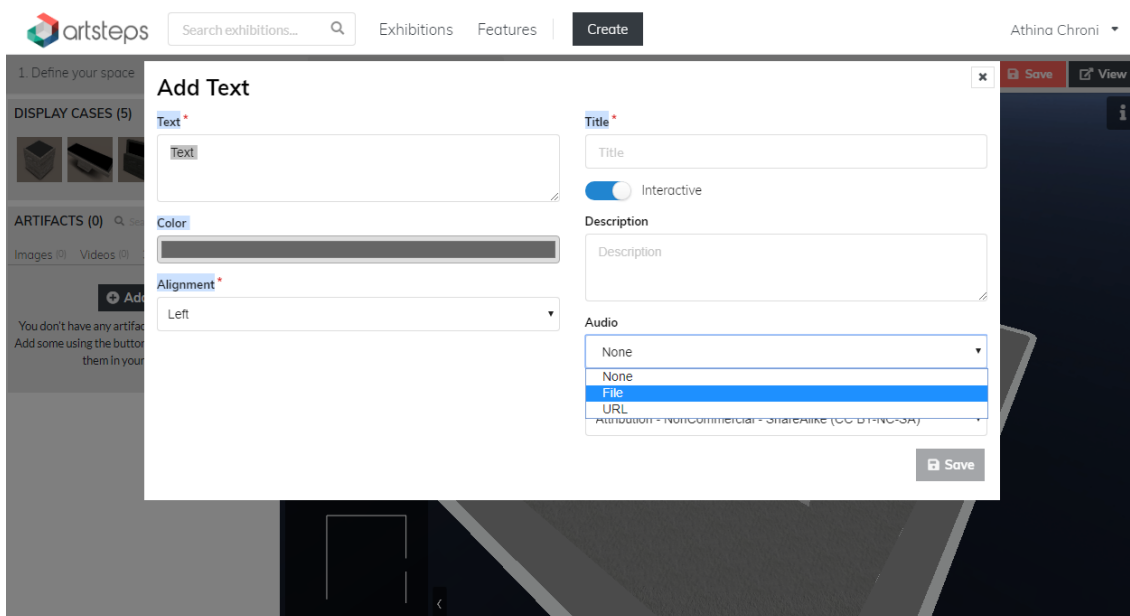 artsteps
Search exhibitions...
Exhibitions
Features
Create
Athina Chroni
1. Define your space
Save
View
DISPLAY CASES (5)
ARTIFACTS (0)
Images (0) Videos (0)
Add
You don't have any artifac
Add some using the button
them in your
Add Text
Text *
Text
Color
Alignment *
Left
Title *
Title
Interactive
Description
Description
Audio
None
None
File
URL
Attribution - NonCommercial - ShareAlike (CC BY-NC-SA)
Save